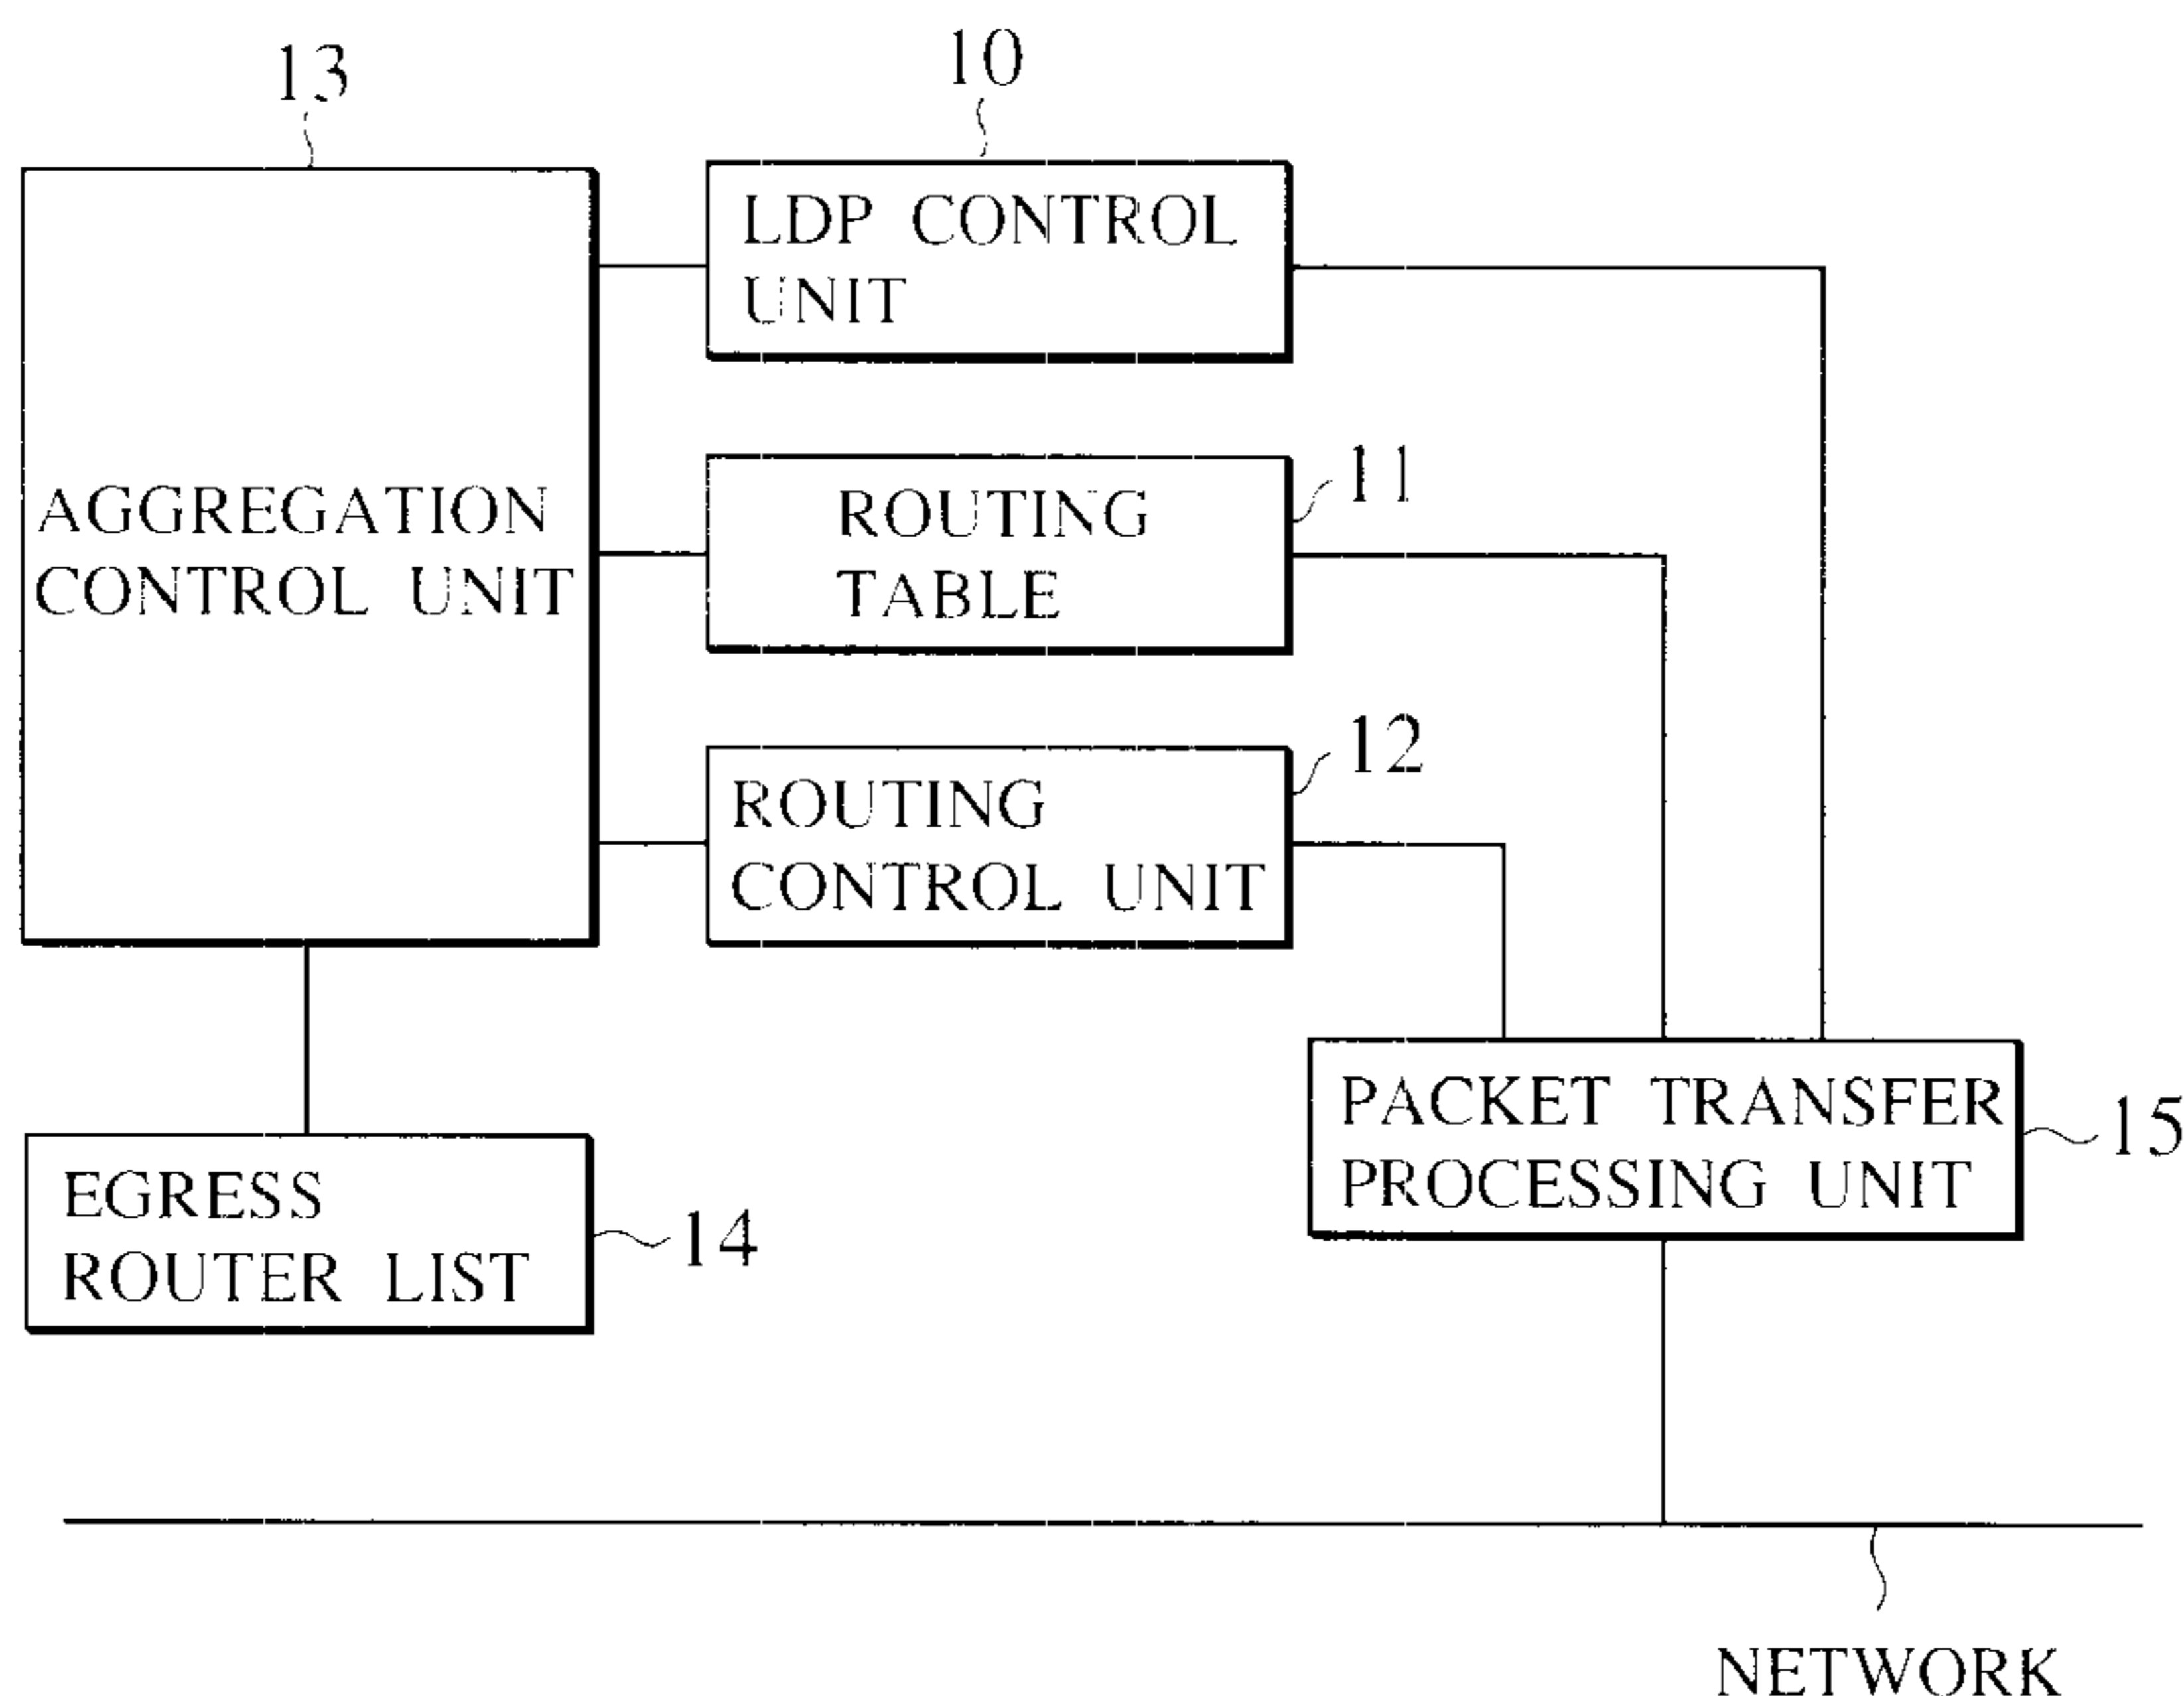 13
10
LDP CONTROL
UNIT
AGGREGATION
CONTROL UNIT
11
ROUTING
TABLE
12
ROUTING
CONTROL UNIT
PACKET TRANSFER
PROCESSING UNIT
15
EGRESS
ROUTER LIST
14
NETWORK